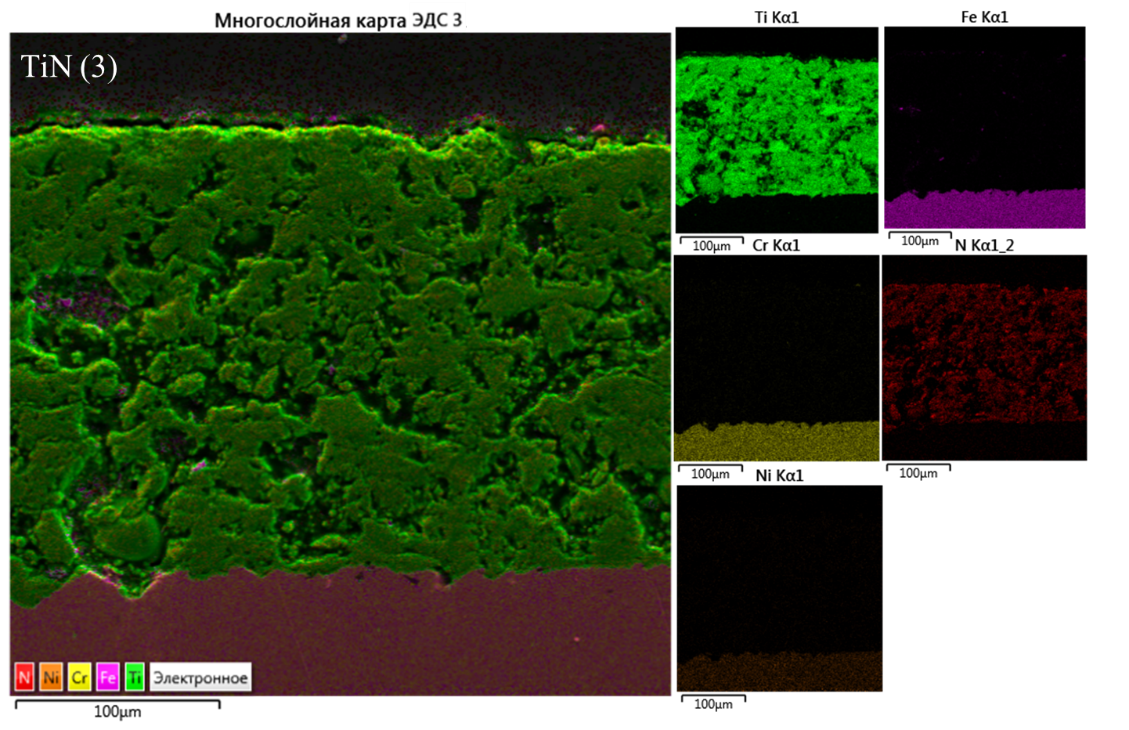 Многослойная карта ЭДС 3
TiN (3)
N Ni Cr Fe Ti Электронное
100µm
Ti Kα1
100µm
Fe Kα1
100µm
Cr Kα1
100µm
N Kα1_2
100µm
Ni Kα1
100µm